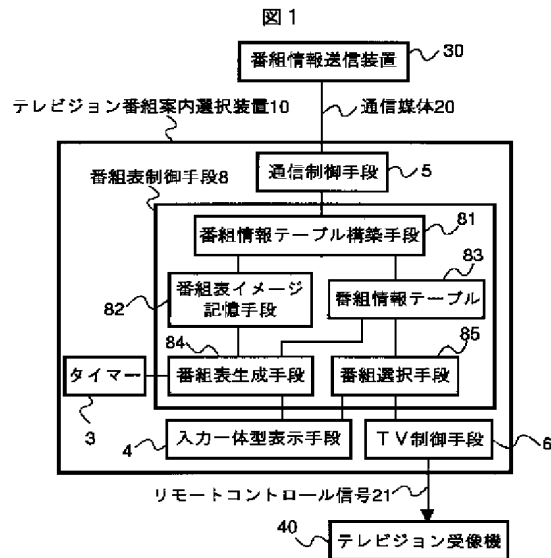 図1
番組情報送信装置
30
テレビジョン番組案内選択装置10
通信媒体20
通信制御手段
5
番組表制御手段8
番組情報テーブル構築手段
81
83
番組表イメージ
記憶手段
82
番組情報テーブル
84
85
タイマー
番組表生成手段
番組選択手段
3
4
入力一体型表示手段
TV制御手段
6
リモートコントロール信号21
40
テレビジョン受像機